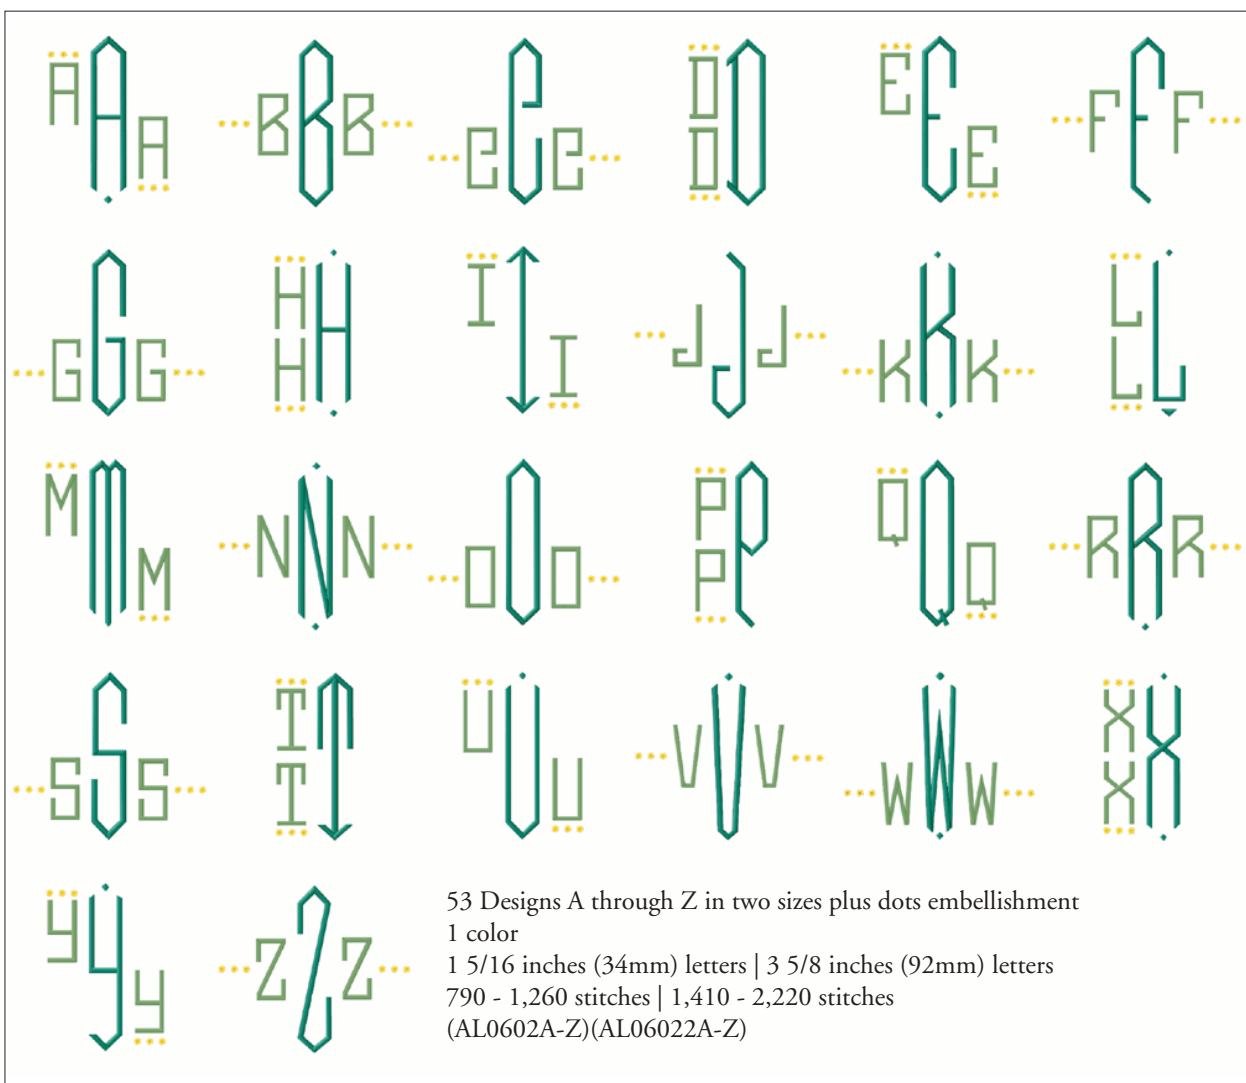 A A A B B B C C C D D D E E E F F F
G G G H H H I I I J J J K K K L L L
M M M N N N O O O P P P Q Q Q R R R
S S S T T T U U U V V V W W W X X X
y y y Z Z Z
53 Designs A through Z in two sizes plus dots embellishment
1 color
1 5/16 inches (34mm) letters | 3 5/8 inches (92mm) letters
790 - 1,260 stitches | 1,410 - 2,220 stitches
(AL0602A-Z)(AL06022A-Z)